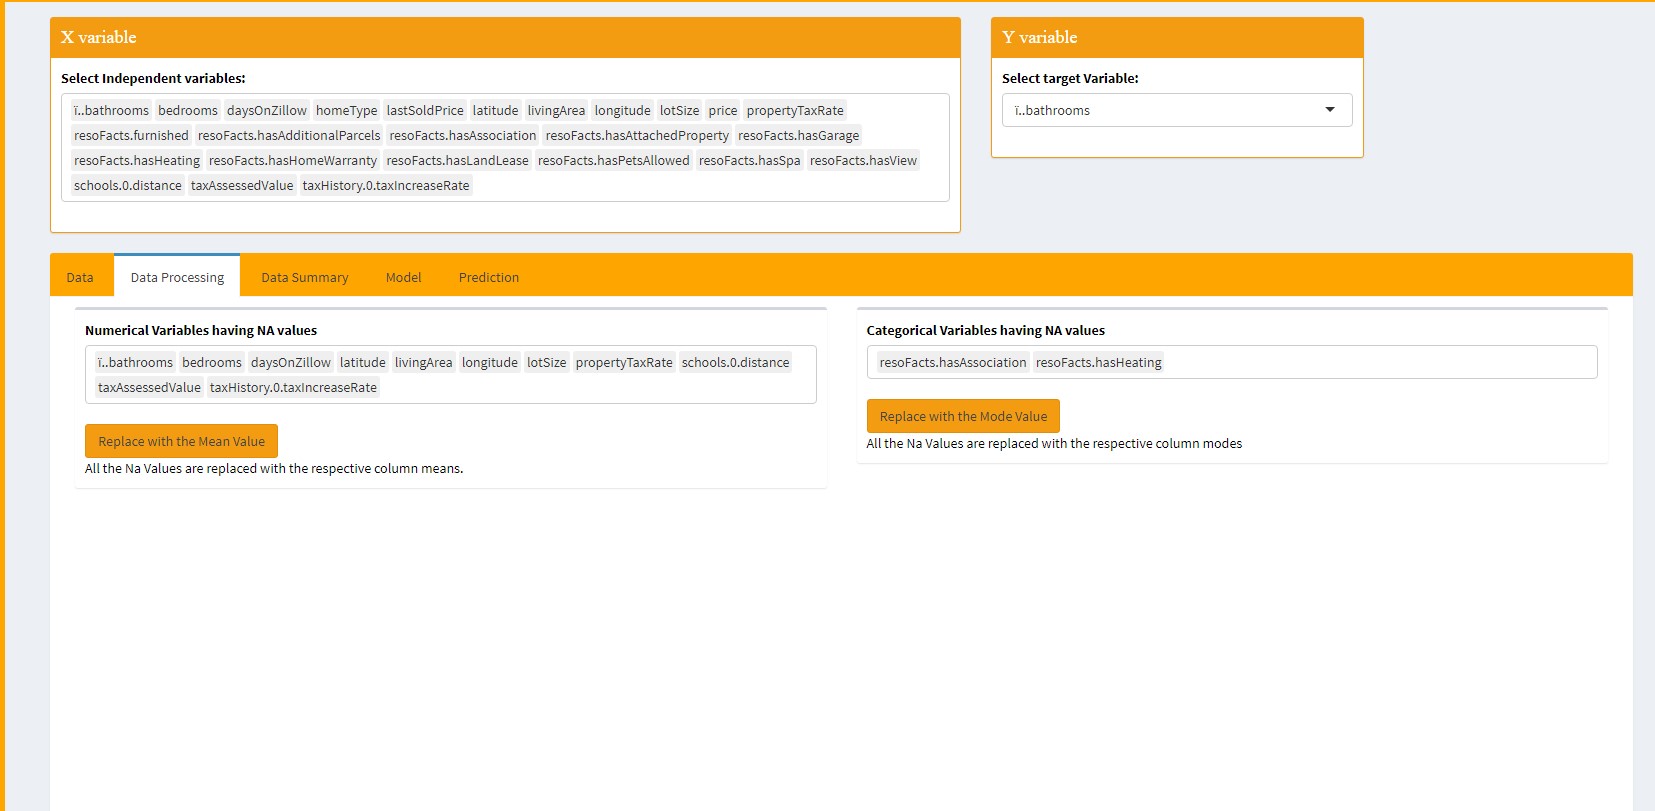 X variable
Select Independent variables:
ï..bathrooms bedrooms daysOnZillow homeType lastSoldPrice latitude livingArea longitude lotSize price propertyTaxRate
resoFacts.furnished resoFacts.hasAdditionalParcels resoFacts.hasAssociation resoFacts.hasAttachedProperty resoFacts.hasGarage
resoFacts.hasHeating resoFacts.hasHomeWarranty resoFacts.hasLandLease resoFacts.hasPetsAllowed resoFacts.hasSpa resoFacts.hasView
schools.0.distance taxAssessedValue taxHistory.0.taxIncreaseRate
Y variable
Select target Variable:
ï..bathrooms
Data Data Processing Data Summary Model Prediction
Numerical Variables having NA values
ï..bathrooms bedrooms daysOnZillow latitude livingArea longitude lotSize propertyTaxRate schools.0.distance
taxAssessedValue taxHistory.0.taxIncreaseRate
Replace with the Mean Value
All the Na Values are replaced with the respective column means.
Categorical Variables having NA values
resoFacts.hasAssociation resoFacts.hasHeating
Replace with the Mode Value
All the Na Values are replaced with the respective column modes